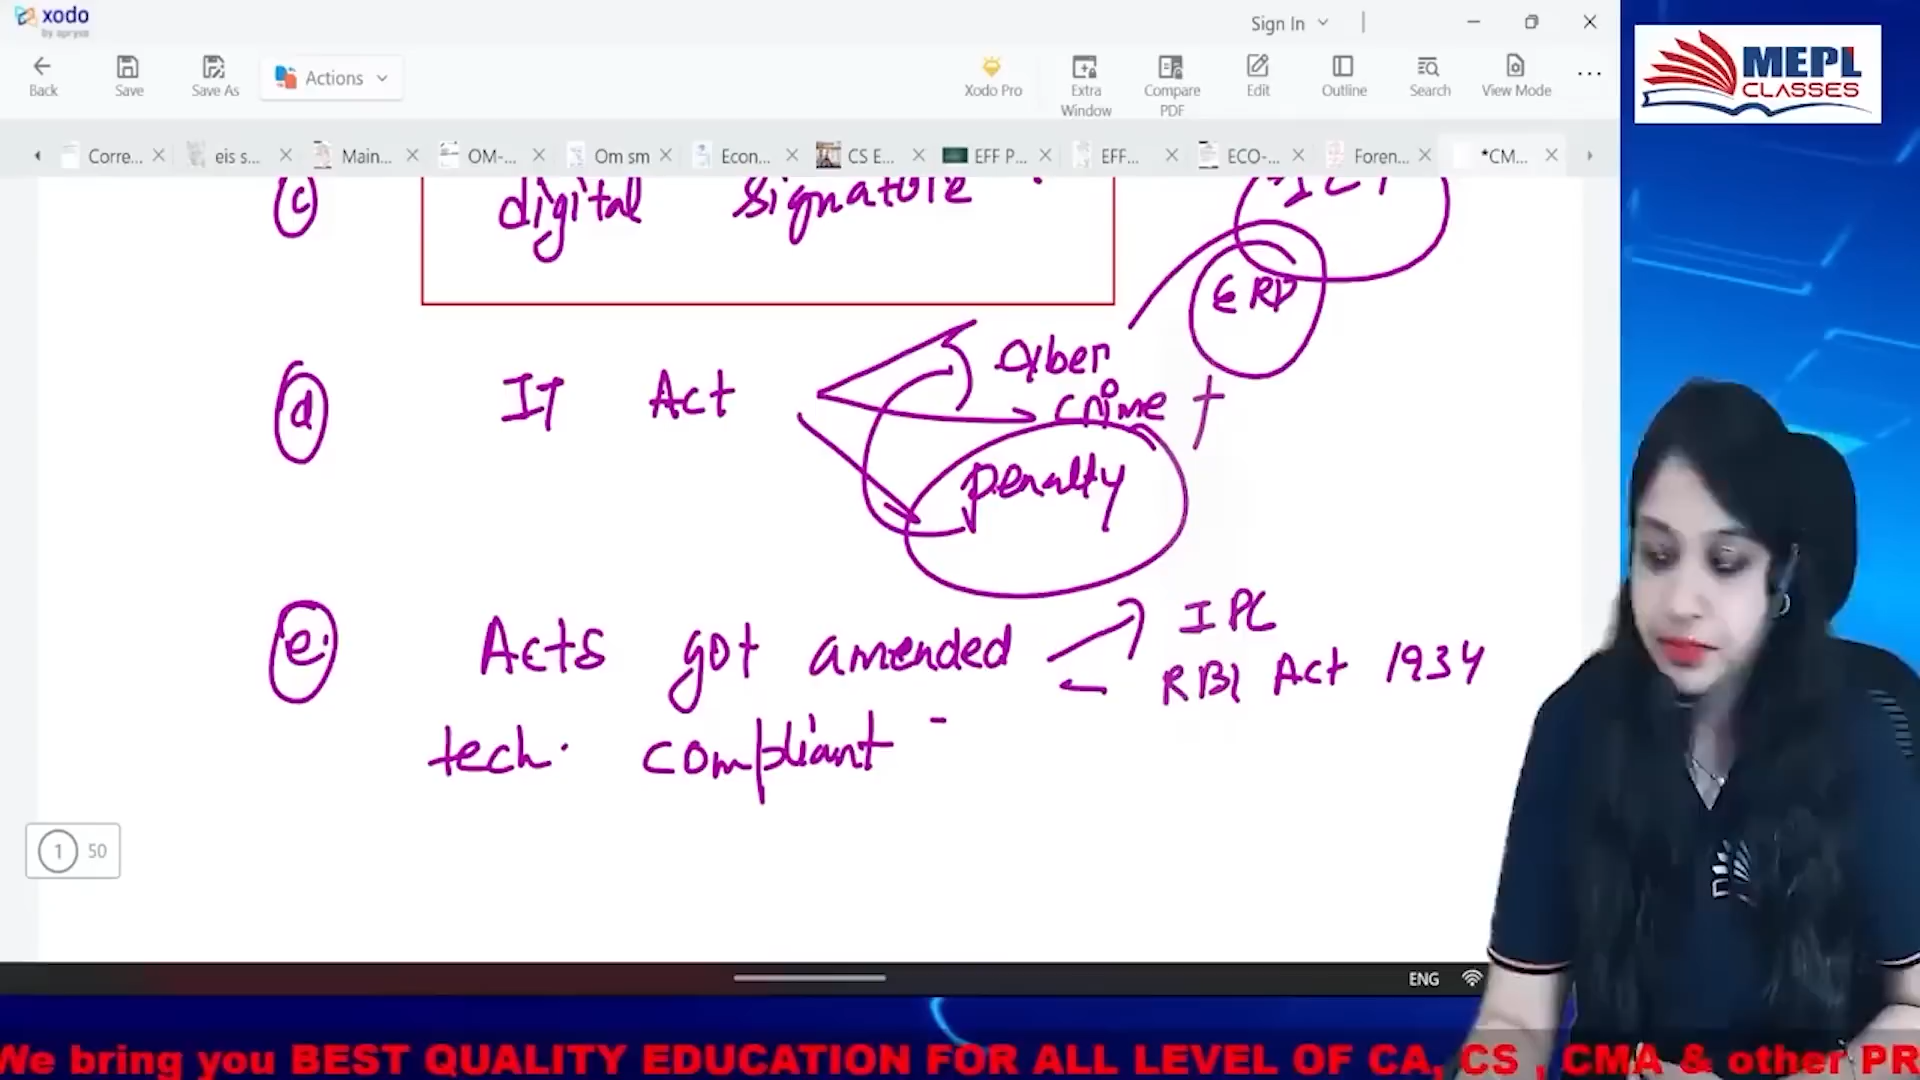 xodo
by apryse
Sign In
Back
Save
Save As
Actions
Xodo Pro
Extra Window
Compare PDF
Edit
Outline
Search
View Mode
Corre...
eis s...
Main...
OM-...
Om sm
Econ...
CS E...
EFF P...
EFF...
ECO-...
Foren...
*CM...
MEPL
CLASSES
(c) digital signature
ERP
(d) IT Act
Cyber
crime +
penalty
(e) Acts got amended
IPC
RBI Act 1934
tech. compliant -
1 50
ENG
We bring you BEST QUALITY EDUCATION FOR ALL LEVEL OF CA, CS , CMA & other PR